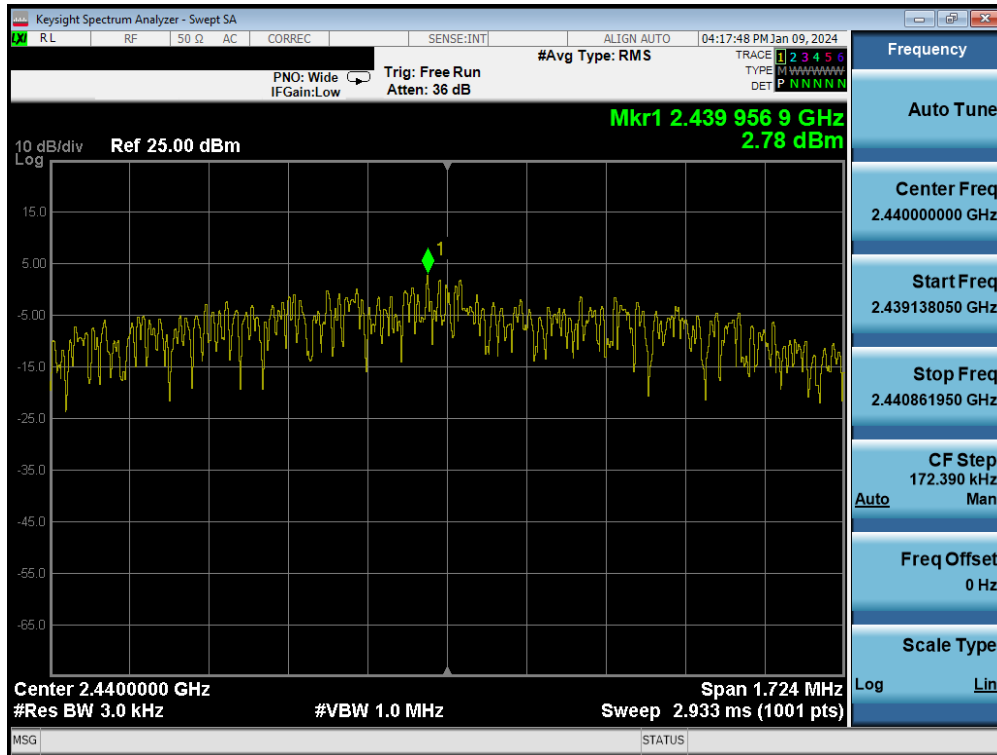 Keysight Spectrum Analyzer - Swept SA
LXI RL RF 50 Ω AC CORREC SENSE:INT ALIGN AUTO 04:17:48 PM Jan 09, 2024
PNO: Wide
IFGain:Low
Trig: Free Run
Atten: 36 dB
#Avg Type: RMS
TRACE 1 2 3 4 5 6
TYPE M WWWWW
DET P N N N N N
Mkr1 2.439 956 9 GHz
2.78 dBm
10 dB/div Ref 25.00 dBm
Log
15.0
5.00
-5.00
-15.0
-25.0
-35.0
-45.0
-55.0
-65.0
1
Center 2.4400000 GHz Span 1.724 MHz
#Res BW 3.0 kHz #VBW 1.0 MHz Sweep 2.933 ms (1001 pts)
MSG STATUS
Frequency
Auto Tune
Center Freq
2.440000000 GHz
Start Freq
2.439138050 GHz
Stop Freq
2.440861950 GHz
CF Step
172.390 kHz
Auto Man
Freq Offset
0 Hz
Scale Type
Log Lin